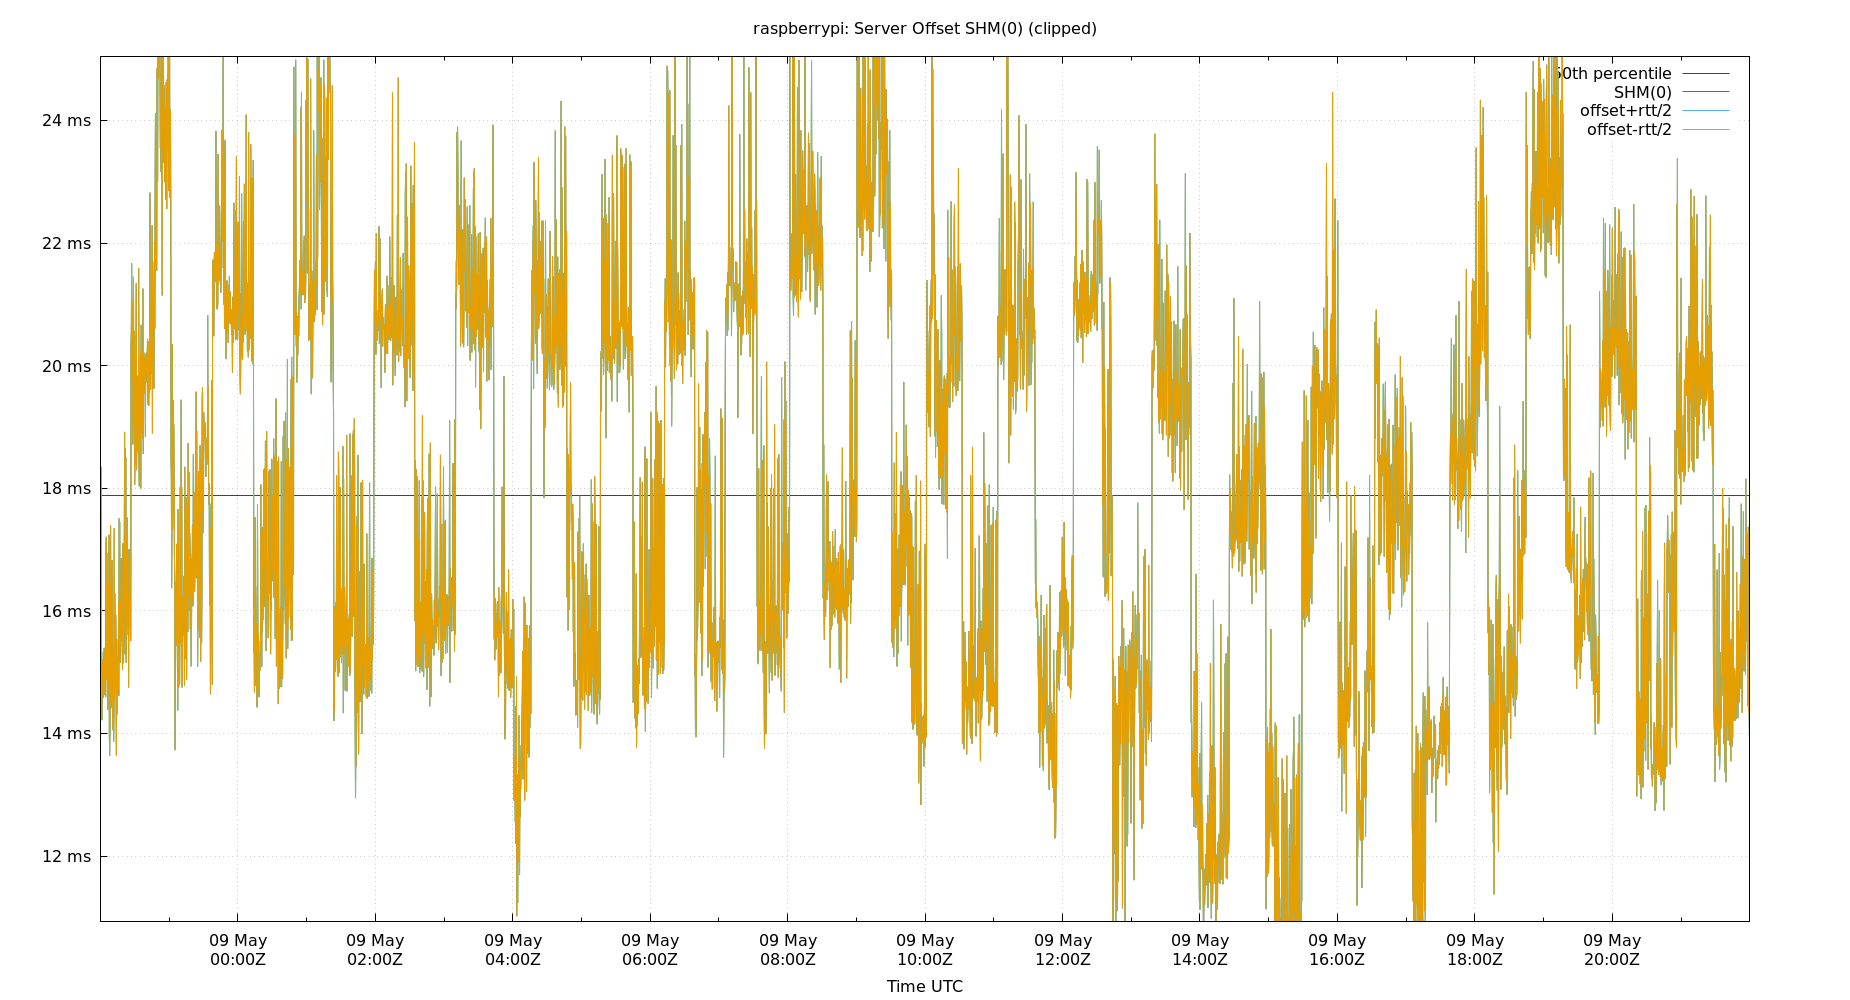 raspberrypi: Server Offset SHM(0) (clipped)
50th percentile
SHM(0)
offset+rtt/2
offset-rtt/2
24 ms
22 ms
20 ms
18 ms
16 ms
14 ms
12 ms
09 May 09 May 09 May 09 May 09 May 09 May 09 May 09 May 09 May 09 May 09 May
00:00Z 02:00Z 04:00Z 06:00Z 08:00Z 10:00Z 12:00Z 14:00Z 16:00Z 18:00Z 20:00Z
Time UTC